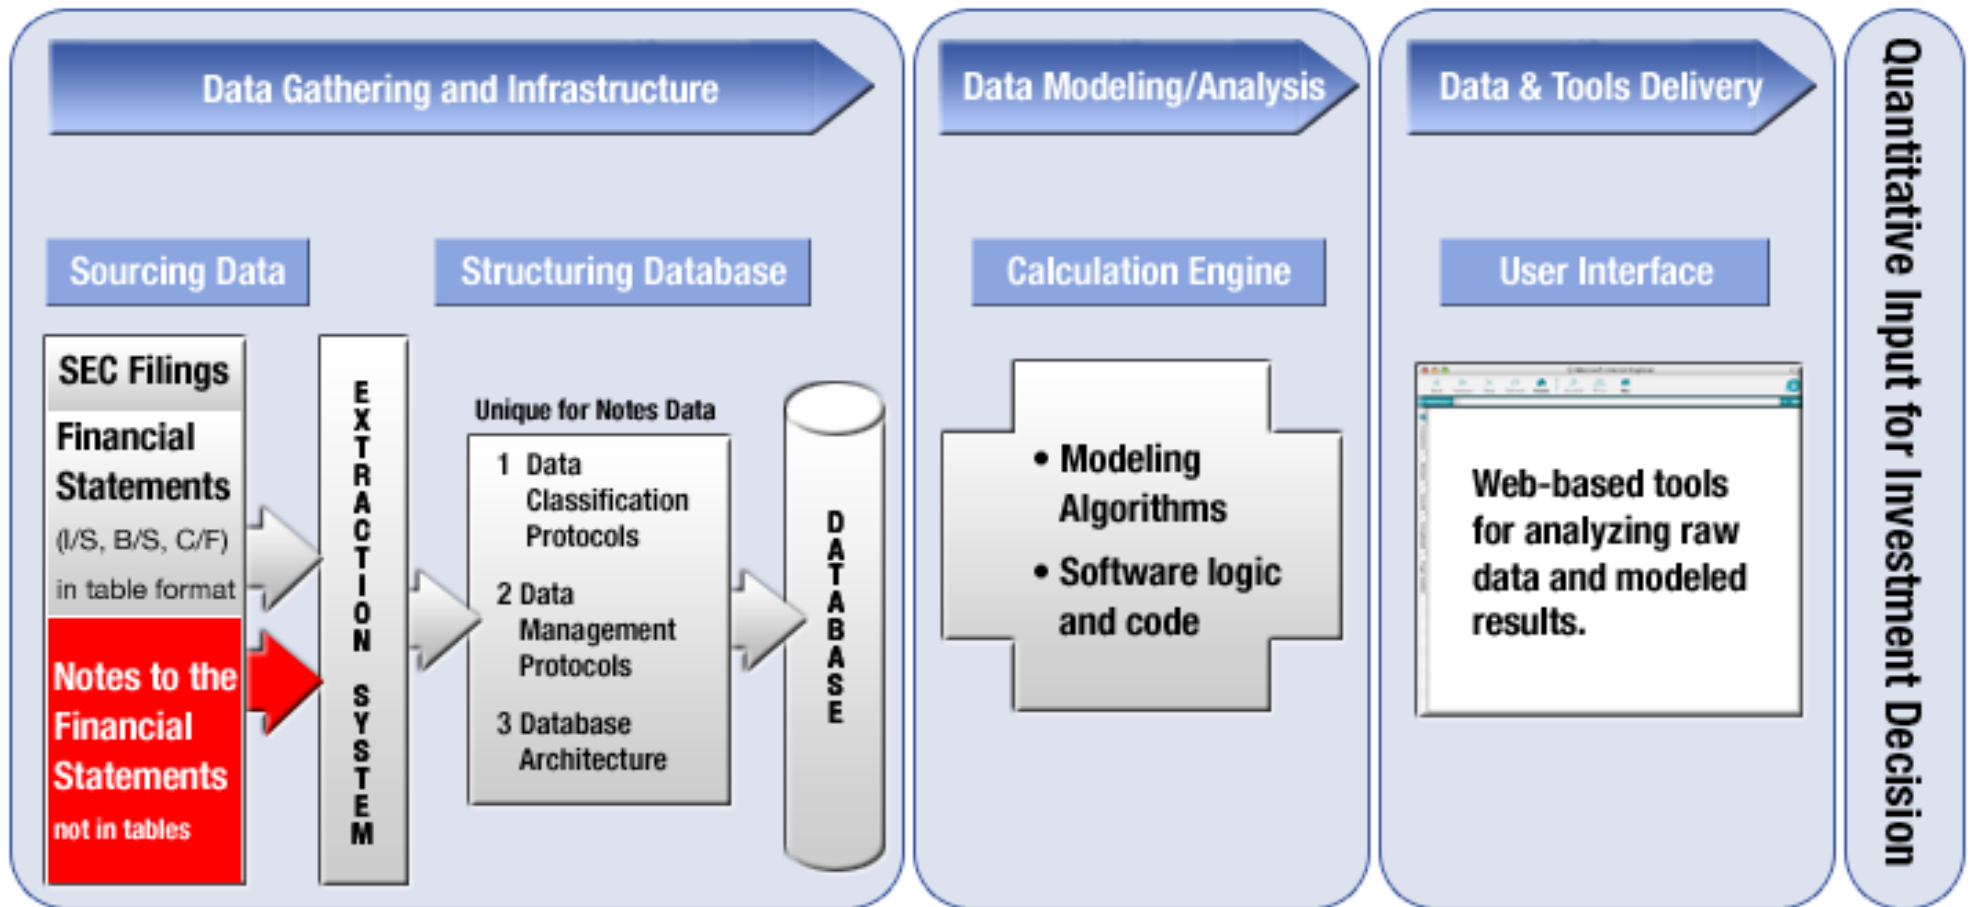 Data Gathering and Infrastructure
Data Modeling/Analysis
Data & Tools Delivery
Quantitative Input for Investment Decision
Sourcing Data
Structuring Database
Calculation Engine
User Interface
SEC Filings
Financial
Statements
(I/S, B/S, C/F)
in table format
Notes to the
Financial
Statements
not in tables
EXTRACTION SYSTEM
Unique for Notes Data
1 Data
Classification
Protocols
2 Data
Management
Protocols
3 Database
Architecture
DATABASE
• Modeling
Algorithms
• Software logic
and code
Web-based tools
for analyzing raw
data and modeled
results.